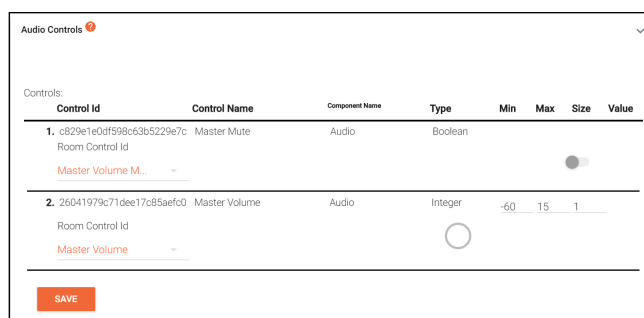 Audio Controls ?
Controls:
Control Id Control Name Component Name Type Min Max Size Value
1. c829e1e0df598c63b5229e7c Master Mute Audio Boolean
Room Control Id
Master Volume M...
2. 26041979c71dee17c85aefc0 Master Volume Audio Integer -60 15 1
Room Control Id
Master Volume
SAVE